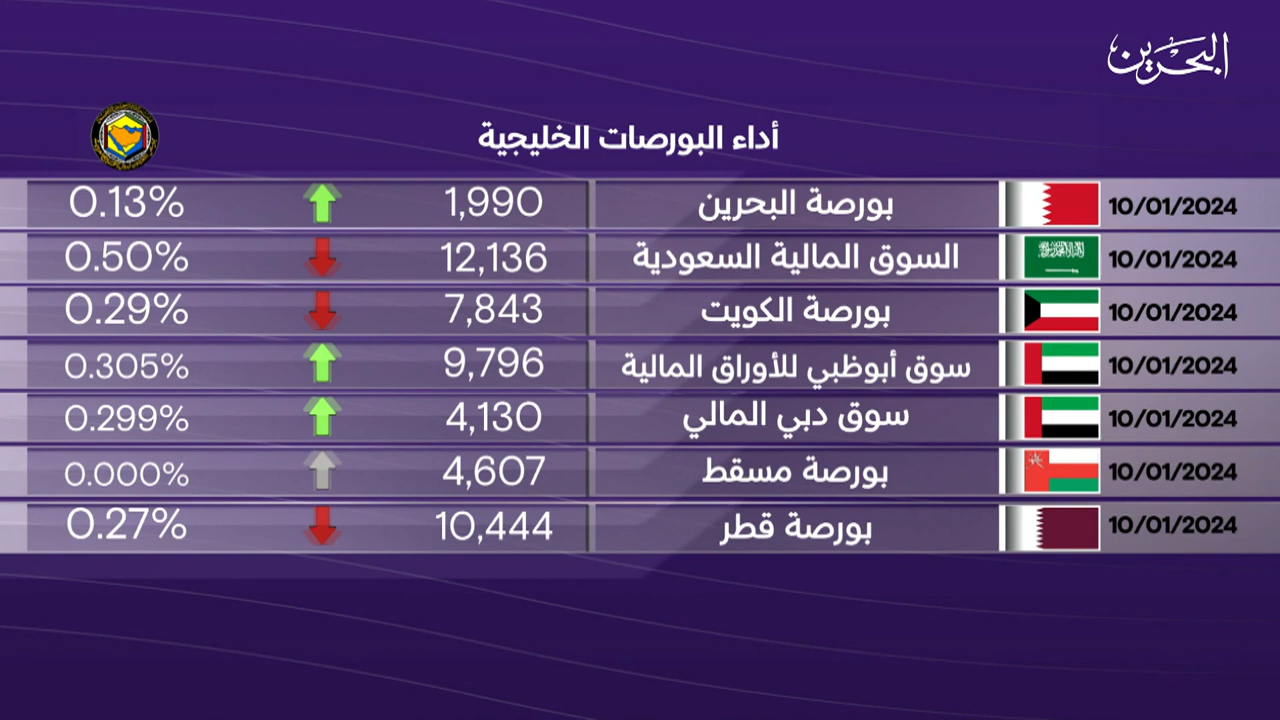 البحرين
أداء البورصات الخليجية
10/01/2024 بورصة البحرين 1,990 0.13%
10/01/2024 السوق المالية السعودية 12,136 0.50%
10/01/2024 بورصة الكويت 7,843 0.29%
10/01/2024 سوق أبوظبي للأوراق المالية 9,796 0.305%
10/01/2024 سوق دبي المالي 4,130 0.299%
10/01/2024 بورصة مسقط 4,607 0.000%
10/01/2024 بورصة قطر 10,444 0.27%